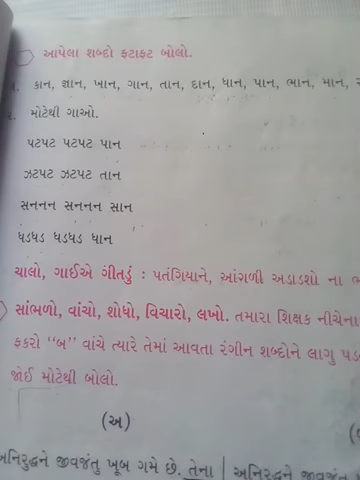 આપેલા શબ્દો ફટાફટ બોલો.
કાન, જ્ઞાન, ખાન, ગાન, તાન, દાન, ધાન, પાન, ભાન, માન,
૨. મોટેથી ગાઓ.
પટપટ પટપટ પાન
ઝટપટ ઝટપટ તાન
સનનન સનનન સાન
ધડધડ ધડધડ ધાન
ચાલો, ગાઈએ ગીતડું : પતંગિયાને, આંગળી અડાડશો ના
સાંભળો, વાંચો, શોધો, વિચારો, લખો. તમારા શિક્ષક નીચેના
ફકરો “બ” વાંચે ત્યારે તેમાં આવતા રંગીન શબ્દોને લાગુ
જોઈ મોટેથી બોલો.
(અ)
અનિરુદ્ધને જીવજંતુ ખૂબ ગમે છે. તેના
અનિરુદ્ધને જીવજંતુ